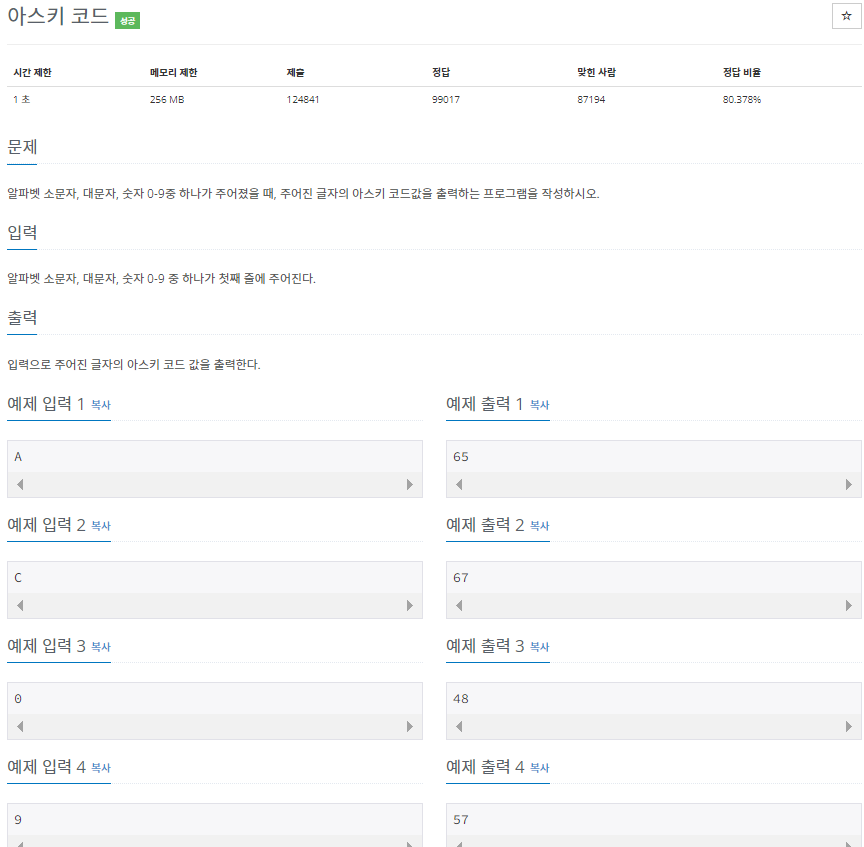 아스키 코드 성공
☆
시간 제한 메모리 제한 제출 정답 맞힌 사람 정답 비율
1 초 256 MB 124841 99017 87194 80.378%
문제
알파벳 소문자, 대문자, 숫자 0-9중 하나가 주어졌을 때, 주어진 글자의 아스키 코드값을 출력하는 프로그램을 작성하시오.
입력
알파벳 소문자, 대문자, 숫자 0-9 중 하나가 첫째 줄에 주어진다.
출력
입력으로 주어진 글자의 아스키 코드 값을 출력한다.
예제 입력 1 복사
A
예제 출력 1 복사
65
예제 입력 2 복사
C
예제 출력 2 복사
67
예제 입력 3 복사
0
예제 출력 3 복사
48
예제 입력 4 복사
9
예제 출력 4 복사
57